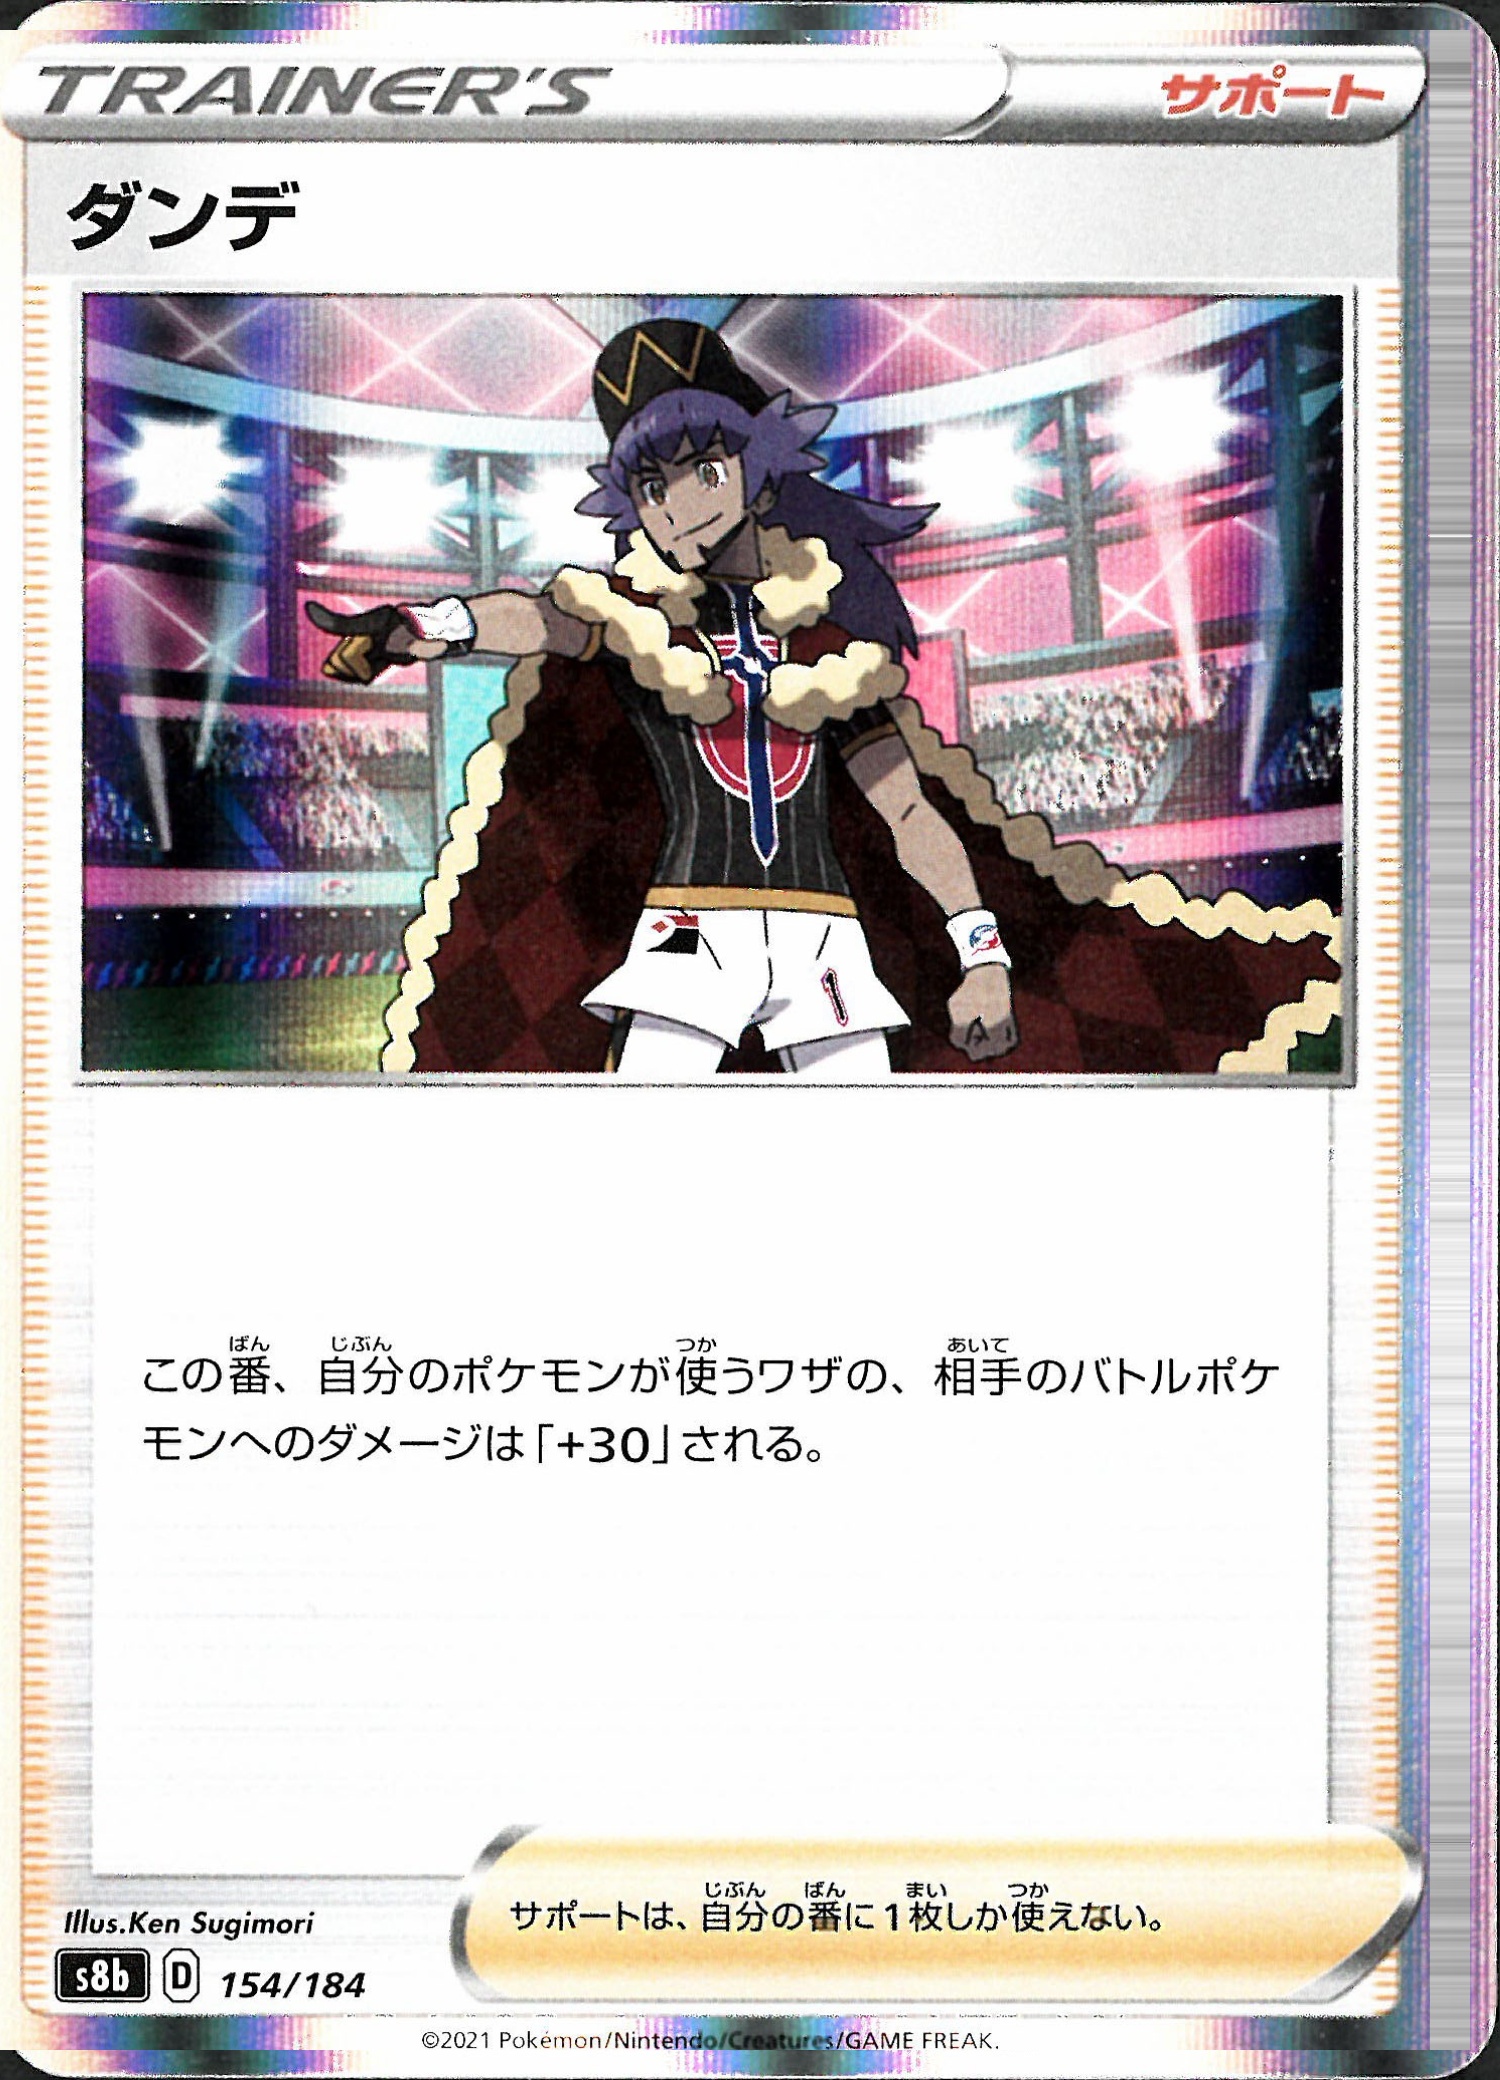 TRAINER'S
サポート
ダンデ
この番、自分のポケモンが使うワザの、相手のバトルポケ
モンへのダメージは「+30」される。
サポートは、自分の番に1枚しか使えない。
Illus.Ken Sugimori
s8b D 154/184
©2021 Pokémon/Nintendo/Creatures/GAME FREAK.